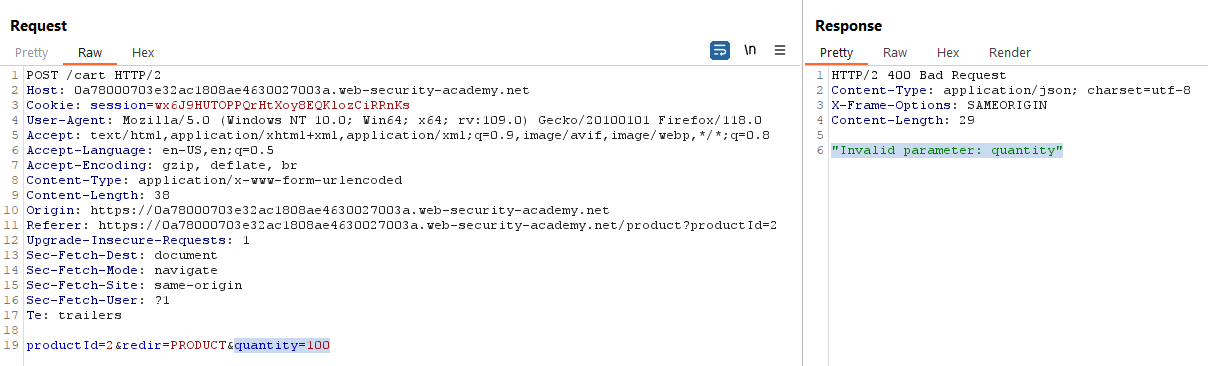 Request
Pretty Raw Hex
\n
1 POST /cart HTTP/2
2 Host: 0a78000703e32ac1808ae4630027003a.web-security-academy.net
3 Cookie: session=wx6J9HUTOPPQrHtXoy8EQKlozCiRRnKs
4 User-Agent: Mozilla/5.0 (Windows NT 10.0; Win64; x64; rv:109.0) Gecko/20100101 Firefox/118.0
5 Accept: text/html,application/xhtml+xml,application/xml;q=0.9,image/avif,image/webp,*/*;q=0.8
6 Accept-Language: en-US,en;q=0.5
7 Accept-Encoding: gzip, deflate, br
8 Content-Type: application/x-www-form-urlencoded
9 Content-Length: 38
10 Origin: https://0a78000703e32ac1808ae4630027003a.web-security-academy.net
11 Referer: https://0a78000703e32ac1808ae4630027003a.web-security-academy.net/product?productId=2
12 Upgrade-Insecure-Requests: 1
13 Sec-Fetch-Dest: document
14 Sec-Fetch-Mode: navigate
15 Sec-Fetch-Site: same-origin
16 Sec-Fetch-User: ?1
17 Te: trailers
18
19 productId=2&redir=PRODUCT&quantity=100
Response
Pretty Raw Hex Render
1 HTTP/2 400 Bad Request
2 Content-Type: application/json; charset=utf-8
3 X-Frame-Options: SAMEORIGIN
4 Content-Length: 29
5
6 "Invalid parameter: quantity"